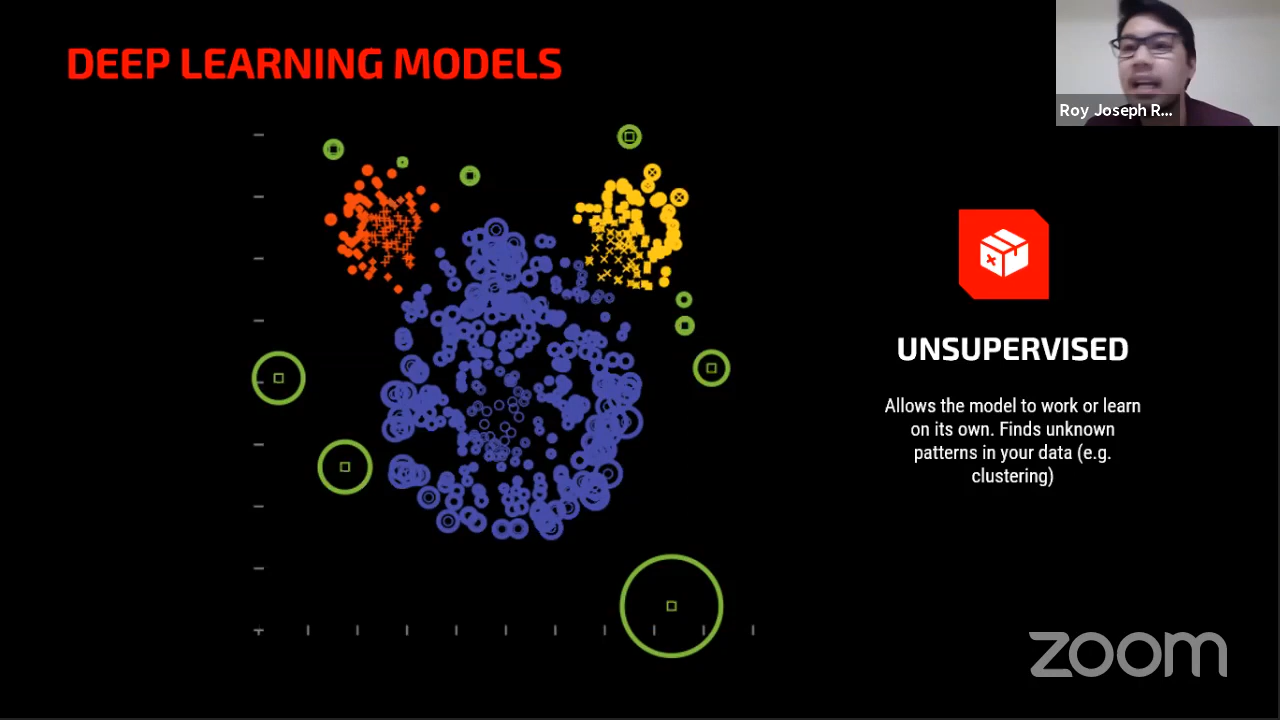 DEEP LEARNING MODELS
Roy Joseph R...
UNSUPERVISED
Allows the model to work or learn
on its own. Finds unknown
patterns in your data (e.g.
clustering)
zoom